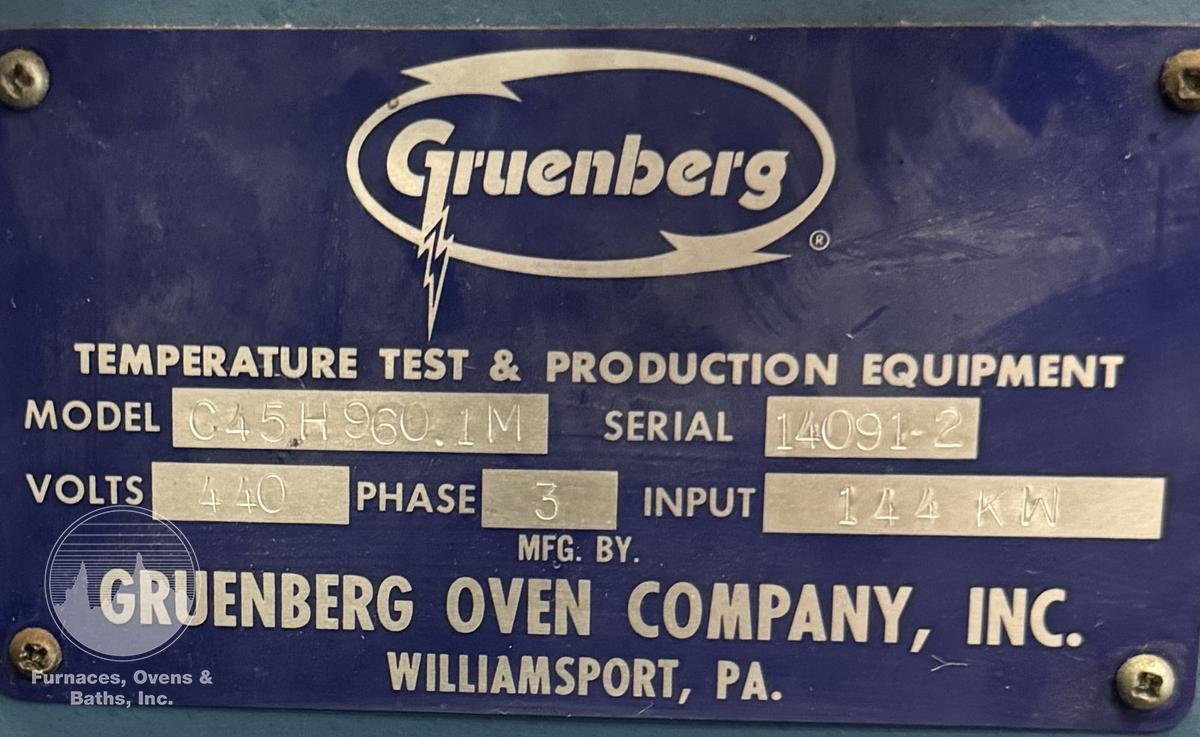 Gruenberg
®
TEMPERATURE TEST & PRODUCTION EQUIPMENT
MODEL C45H960.1M SERIAL 14091-2
VOLTS 440 PHASE 3 INPUT 144 KW
MFG. BY.
GRUENBERG OVEN COMPANY, INC.
WILLIAMSPORT, PA.
Furnaces, Ovens &
Baths, Inc.